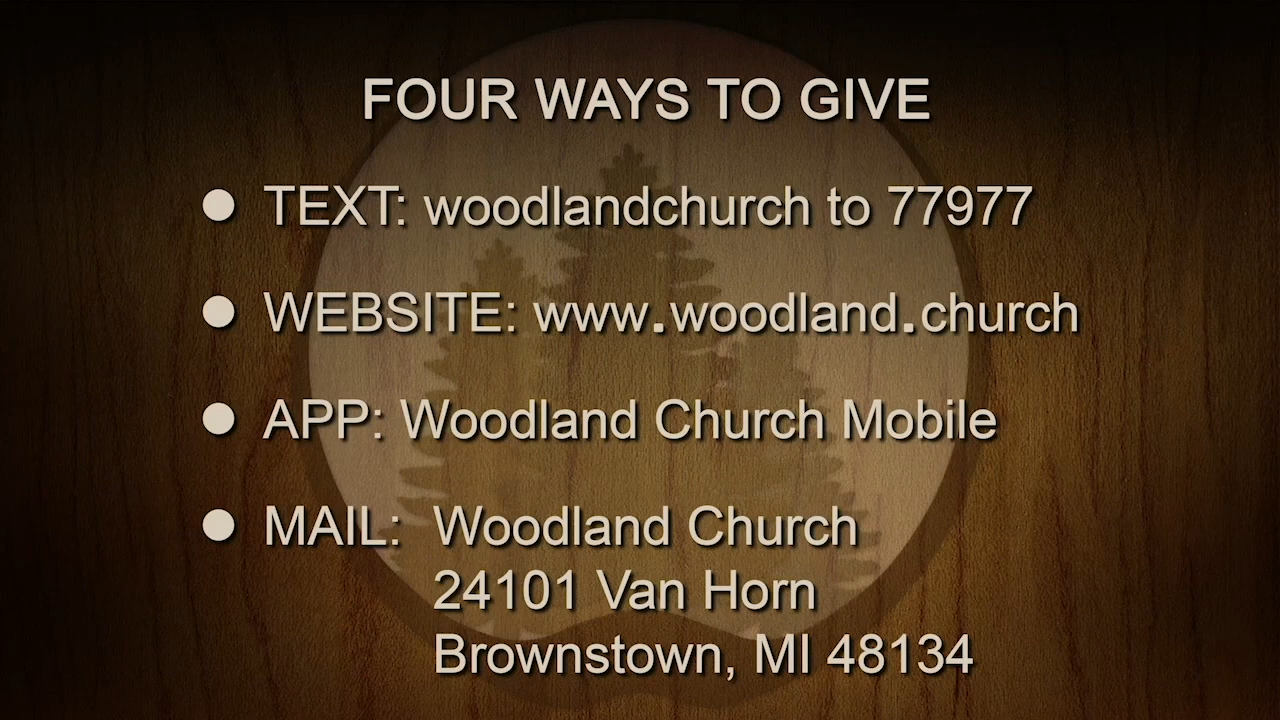 FOUR WAYS TO GIVE
● TEXT: woodlandchurch to 77977
● WEBSITE: www.woodland.church
● APP: Woodland Church Mobile
● MAIL: Woodland Church
24101 Van Horn
Brownstown, MI 48134